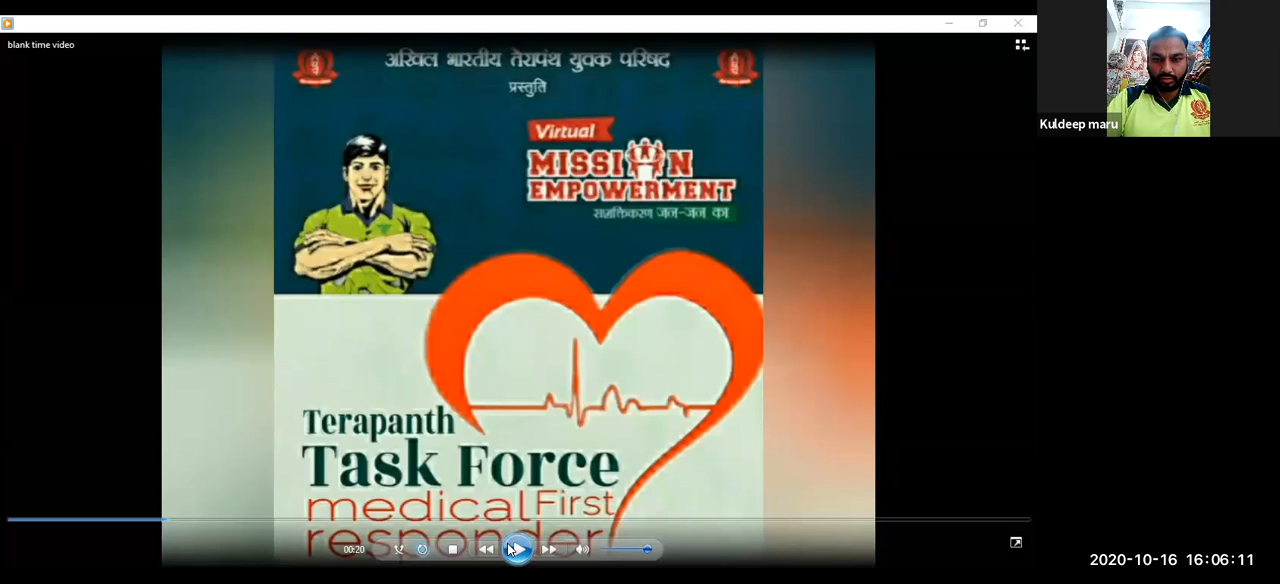 blank time video
अखिल भारतीय तेरापंथ युवक परिषद
प्रस्तुति
Virtual
MISSION
EMPOWERMENT
सशक्तिकरण जन-जन का
Terapanth
Task Force
medical First
responder
00:20
Kuldeep maru
2020-10-16 16:06:11